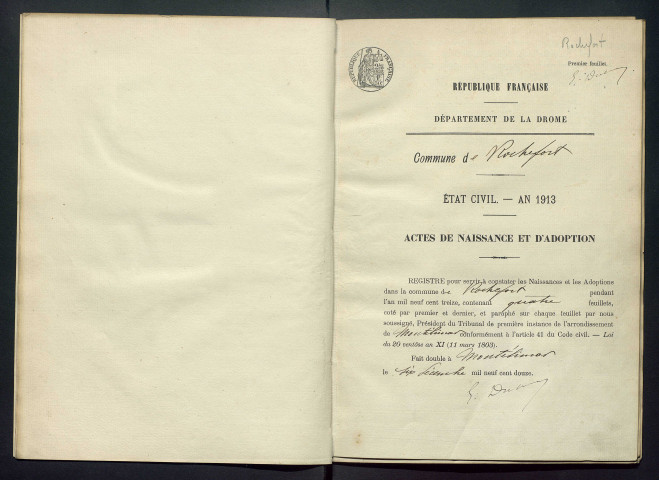 Rochefort
Premier feuillet.
RÉPUBLIQUE FRANÇAISE
RÉPUBLIQUE FRANÇAISE
DÉPARTEMENT DE LA DROME
Commune de Rochefort
ÉTAT CIVIL. — AN 1913
ACTES DE NAISSANCE ET D'ADOPTION
REGISTRE pour servir à constater les Naissances et les Adoptions
dans la commune d-e Rochefort pendant
l'an mil neuf cent treize, contenant quatre feuillets,
coté par premier et dernier, et paraphé sur chaque feuillet par nous
soussigné, Président du Tribunal de première instance de l'arrondissement
de Montélimar conformément à l'article 41 du Code civil. — Loi
du 20 ventôse an XI (11 mars 1803).
Fait double à Montélimar
le mil neuf cent douze.